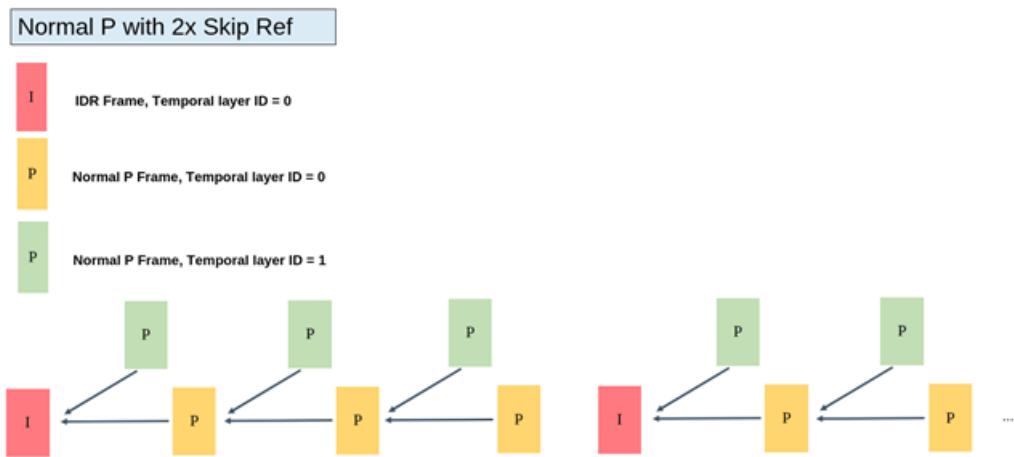 Normal P with 2x Skip Ref
I IDR Frame, Temporal layer ID = 0
P Normal P Frame, Temporal layer ID = 0
P Normal P Frame, Temporal layer ID = 1
P P P P P
I P P P I P P ...